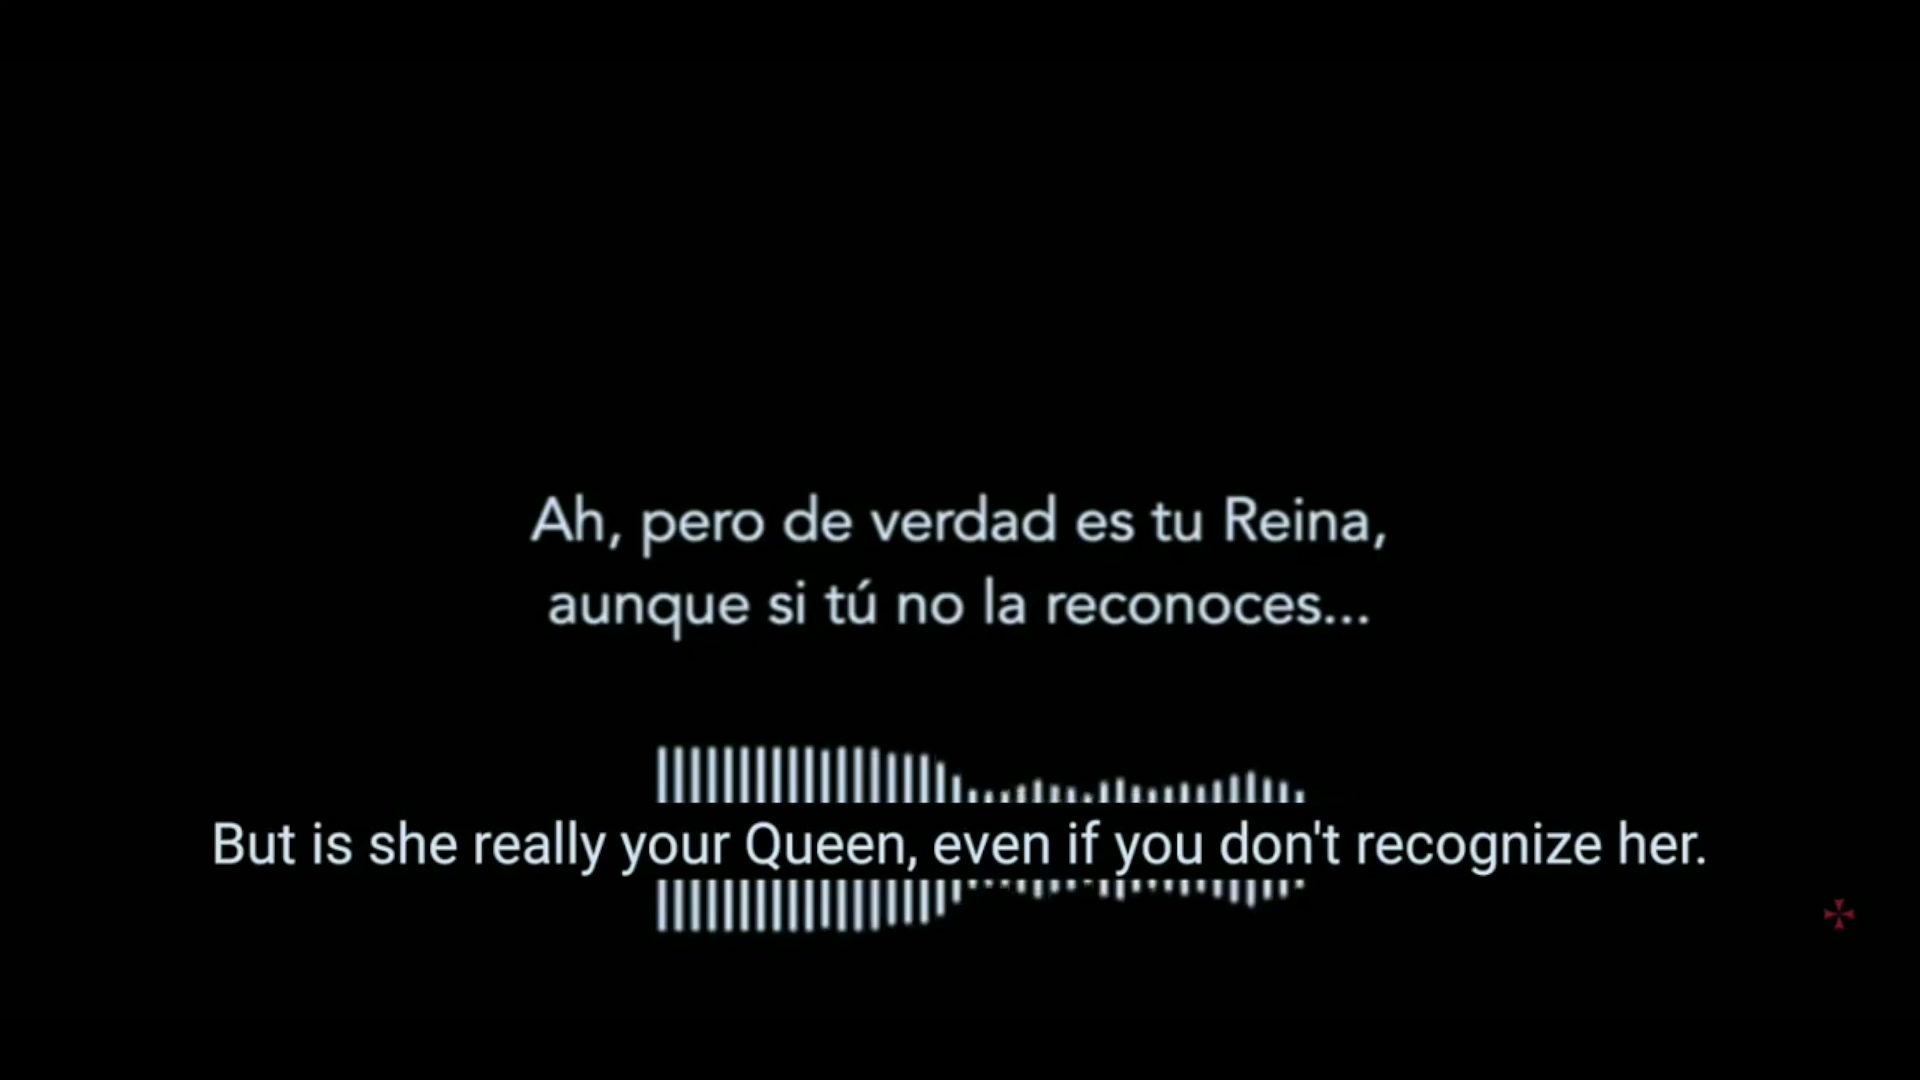 Ah, pero de verdad es tu Reina,
aunque si tú no la reconoces...
But is she really your Queen, even if you don't recognize her.